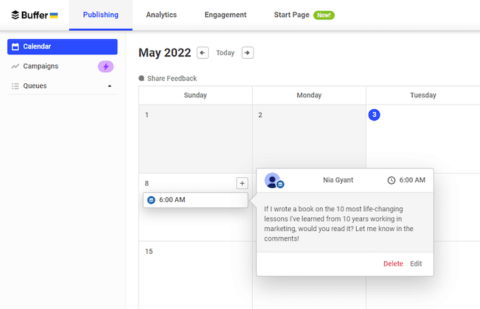 Buffer Publishing Analytics Engagement Start Page New!
Calendar
Campaigns
Queues
May 2022 Today
Share Feedback
Sunday Monday Tuesday
1 2 3
8
6:00 AM
Nia Gyant 6:00 AM
If I wrote a book on the 10 most life-changing
lessons I've learned from 10 years working in
marketing, would you read it? Let me know in the
comments!
Delete Edit
15